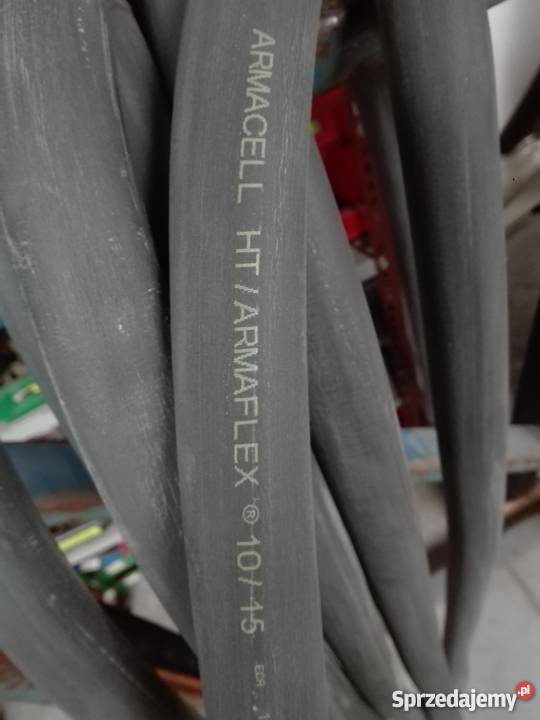 ARMACELL HT / ARMAFLEX ® 10 / 15
Sprzedajemy.pl